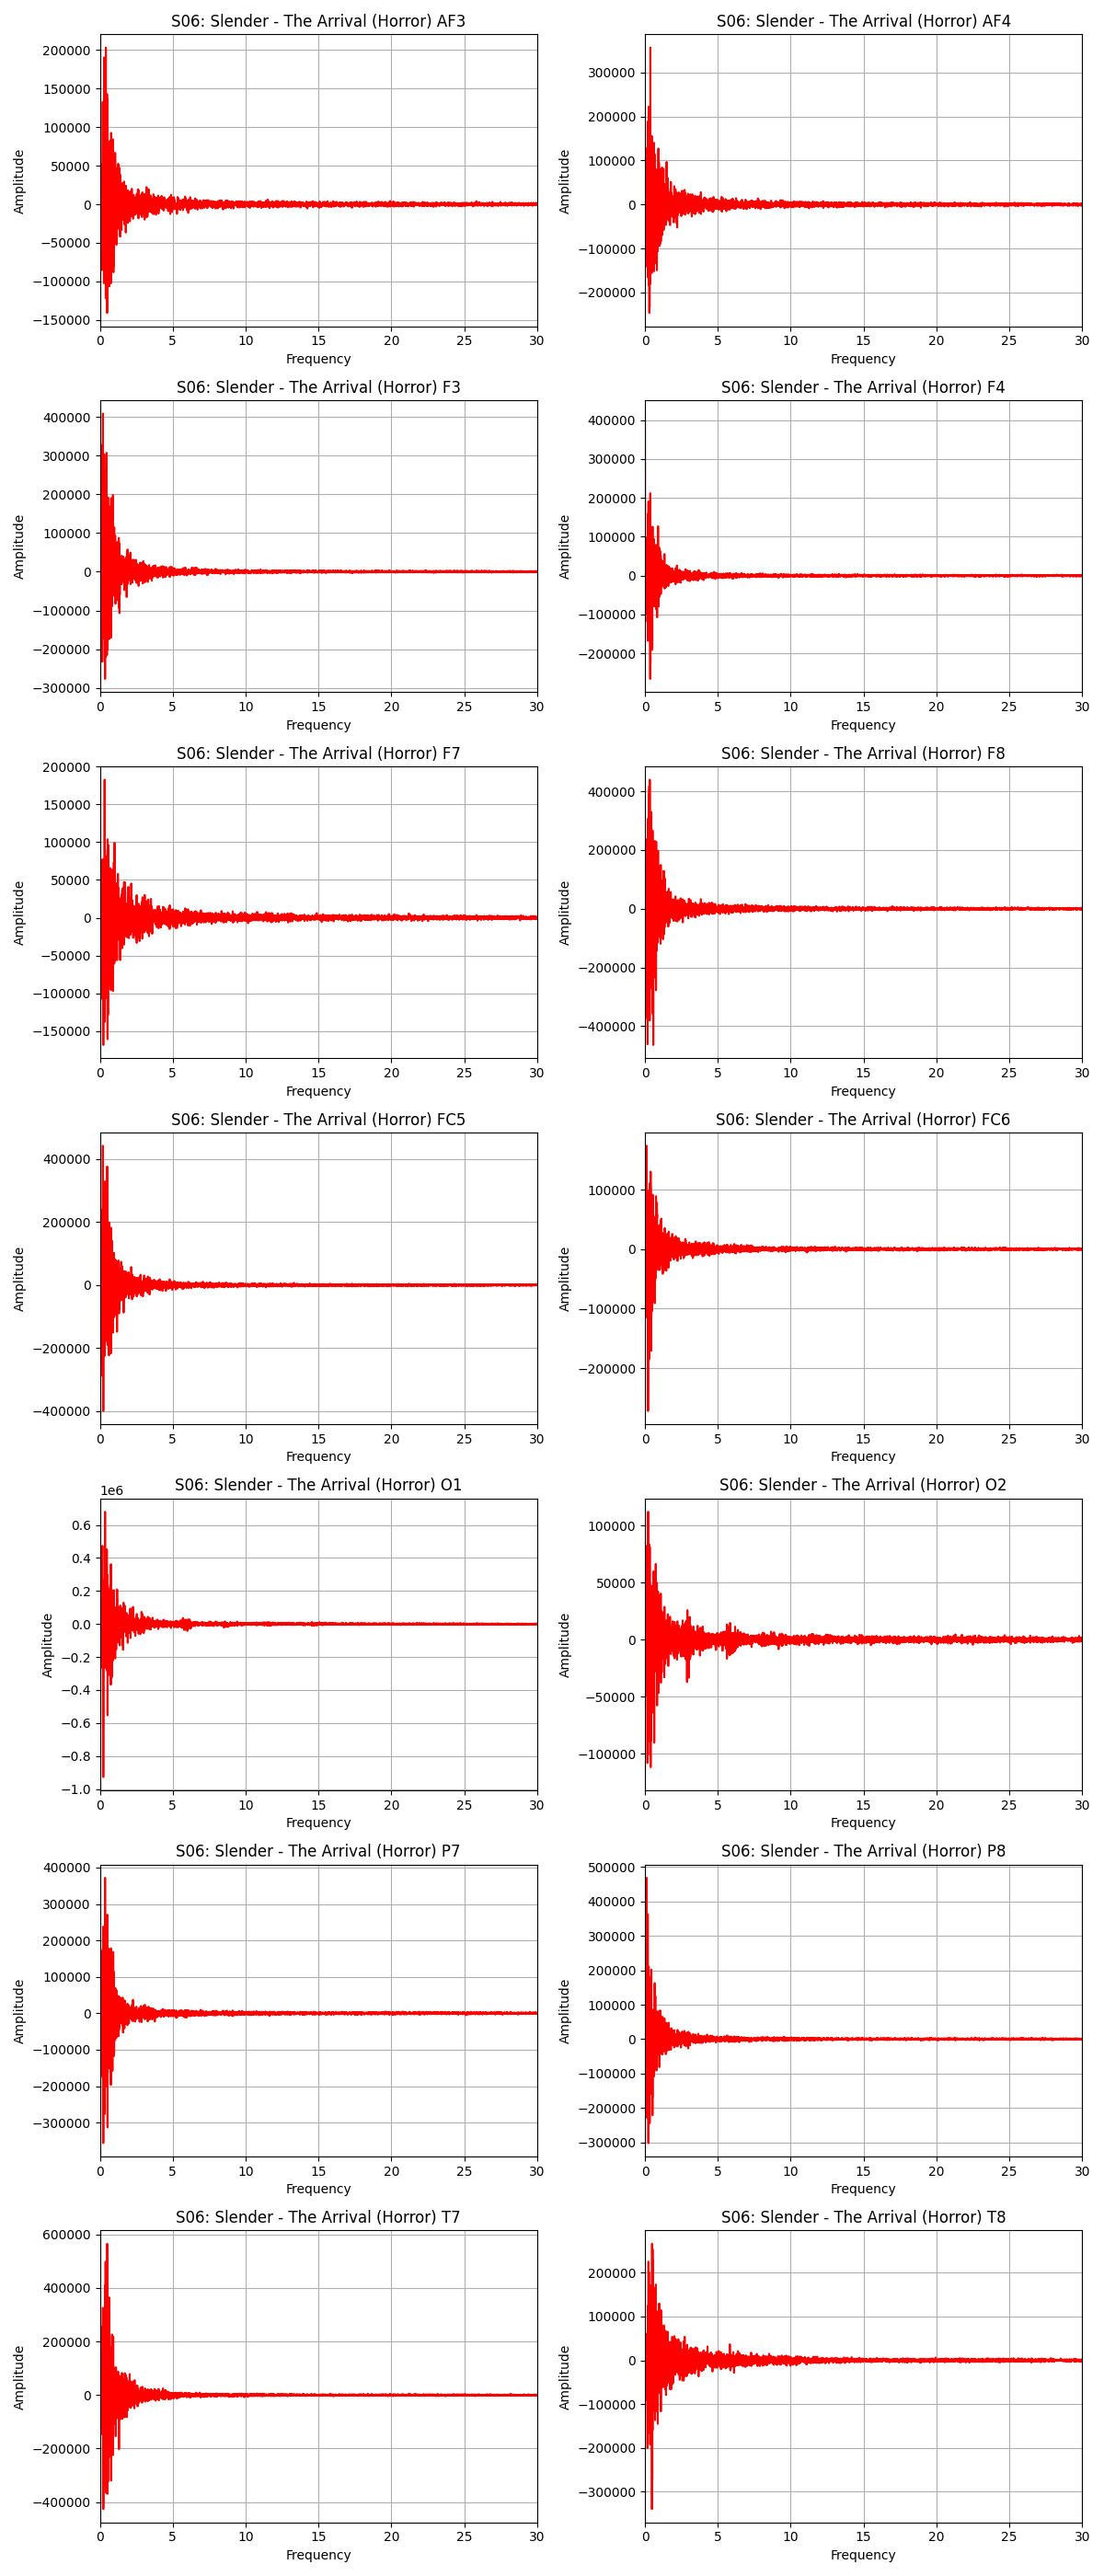 S06: Slender - The Arrival (Horror) AF3
200000
150000
100000
50000
0
−50000
−100000
−150000
Amplitude
0 5 10 15 20 25 30
Frequency
S06: Slender - The Arrival (Horror) AF4
300000
200000
100000
0
−100000
−200000
Amplitude
0 5 10 15 20 25 30
Frequency
S06: Slender - The Arrival (Horror) F3
400000
300000
200000
100000
0
−100000
−200000
−300000
Amplitude
0 5 10 15 20 25 30
Frequency
S06: Slender - The Arrival (Horror) F4
400000
300000
200000
100000
0
−100000
−200000
Amplitude
0 5 10 15 20 25 30
Frequency
S06: Slender - The Arrival (Horror) F7
200000
150000
100000
50000
0
−50000
−100000
−150000
Amplitude
0 5 10 15 20 25 30
Frequency
S06: Slender - The Arrival (Horror) F8
400000
200000
0
−200000
−400000
Amplitude
0 5 10 15 20 25 30
Frequency
S06: Slender - The Arrival (Horror) FC5
400000
200000
0
−200000
−400000
Amplitude
0 5 10 15 20 25 30
Frequency
S06: Slender - The Arrival (Horror) FC6
100000
0
−100000
−200000
Amplitude
0 5 10 15 20 25 30
Frequency
S06: Slender - The Arrival (Horror) O1
1e6
0.6
0.4
0.2
0.0
−0.2
−0.4
−0.6
−0.8
−1.0
Amplitude
0 5 10 15 20 25 30
Frequency
S06: Slender - The Arrival (Horror) O2
100000
50000
0
−50000
−100000
Amplitude
0 5 10 15 20 25 30
Frequency
S06: Slender - The Arrival (Horror) P7
400000
300000
200000
100000
0
−100000
−200000
−300000
Amplitude
0 5 10 15 20 25 30
Frequency
S06: Slender - The Arrival (Horror) P8
500000
400000
300000
200000
100000
0
−100000
−200000
−300000
Amplitude
0 5 10 15 20 25 30
Frequency
S06: Slender - The Arrival (Horror) T7
600000
400000
200000
0
−200000
−400000
Amplitude
0 5 10 15 20 25 30
Frequency
S06: Slender - The Arrival (Horror) T8
200000
100000
0
−100000
−200000
−300000
Amplitude
0 5 10 15 20 25 30
Frequency